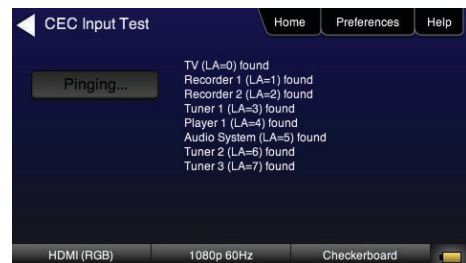 CEC Input Test
Home
Preferences
Help
Pinging...
TV (LA=0) found
Recorder 1 (LA=1) found
Recorder 2 (LA=2) found
Tuner 1 (LA=3) found
Player 1 (LA=4) found
Audio System (LA=5) found
Tuner 2 (LA=6) found
Tuner 3 (LA=7) found
HDMI (RGB)
1080p 60Hz
Checkerboard